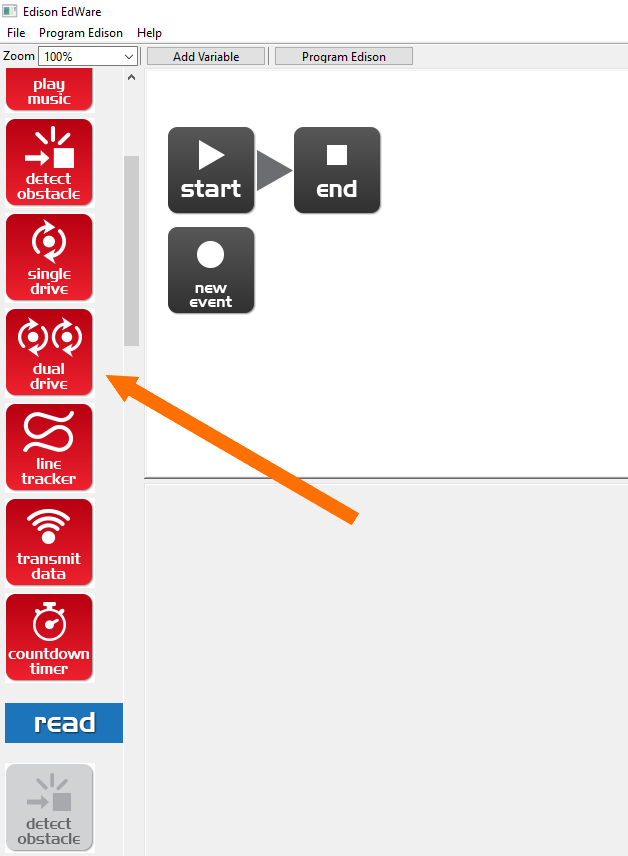 Edison EdWare
File Program Edison Help
Zoom 100% Add Variable Program Edison
play
music
detect
obstacle
single
drive
dual
drive
line
tracker
transmit
data
countdown
timer
read
detect
obstacle
start
end
new
event